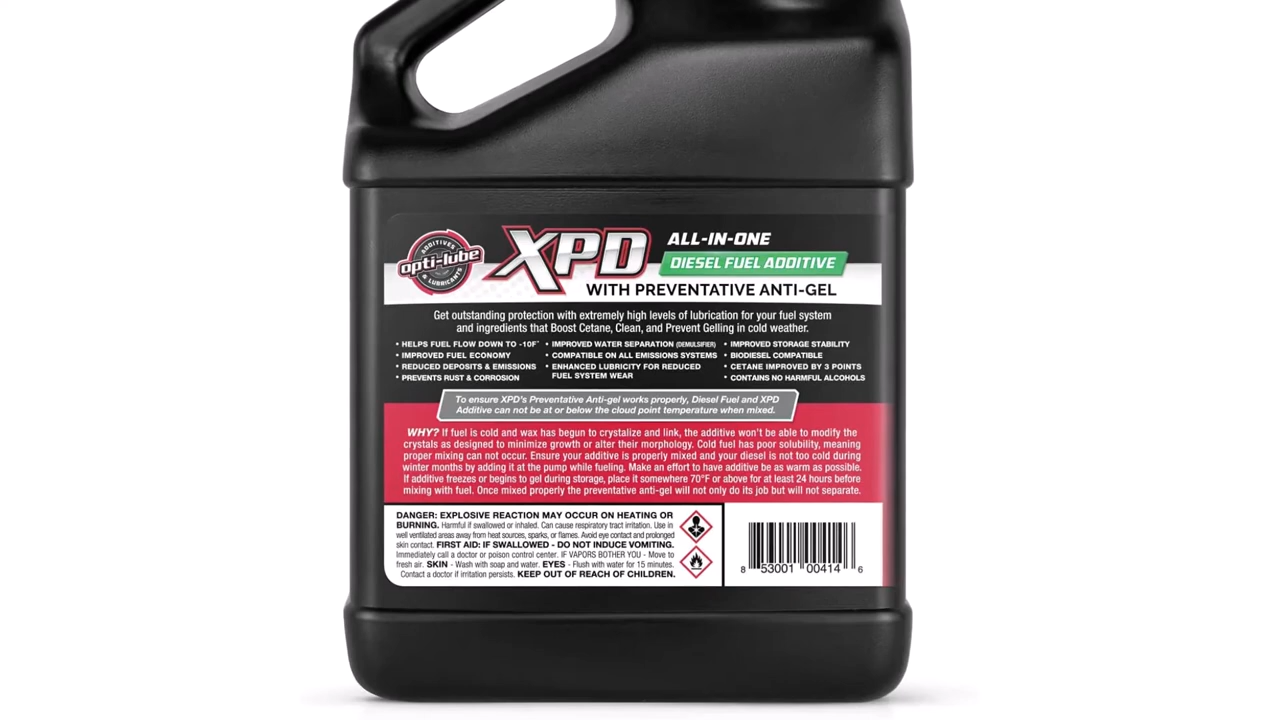 ADDITIVES
opti-lube
& LUBRICANTS
XPD
ALL-IN-ONE
DIESEL FUEL ADDITIVE
WITH PREVENTATIVE ANTI-GEL
Get outstanding protection with extremely high levels of lubrication for your fuel system
and ingredients that Boost Cetane, Clean, and Prevent Gelling in cold weather.
• HELPS FUEL FLOW DOWN TO -10F°
• IMPROVED FUEL ECONOMY
• REDUCED DEPOSITS & EMISSIONS
• PREVENTS RUST & CORROSION
• IMPROVED WATER SEPARATION (DEMULSIFIER)
• COMPATIBLE ON ALL EMISSIONS SYSTEMS
• ENHANCED LUBRICITY FOR REDUCED
FUEL SYSTEM WEAR
• IMPROVED STORAGE STABILITY
• BIODIESEL COMPATIBLE
• CETANE IMPROVED BY 3 POINTS
• CONTAINS NO HARMFUL ALCOHOLS
To ensure XPD's Preventative Anti-gel works properly, Diesel Fuel and XPD
Additive can not be at or below the cloud point temperature when mixed.
WHY? If fuel is cold and wax has begun to crystalize and link, the additive won't be able to modify the
crystals as designed to minimize growth or alter their morphology. Cold fuel has poor solubility, meaning
proper mixing can not occur. Ensure your additive is properly mixed and your diesel is not too cold during
winter months by adding it at the pump while fueling. Make an effort to have additive be as warm as possible.
If additive freezes or begins to gel during storage, place it somewhere 70°F or above for at least 24 hours before
mixing with fuel. Once mixed properly the preventative anti-gel will not only do its job but will not separate.
DANGER: EXPLOSIVE REACTION MAY OCCUR ON HEATING OR
BURNING. Harmful if swallowed or inhaled. Can cause respiratory tract irritation. Use in
well ventilated areas away from heat sources, sparks, or flames. Avoid eye contact and prolonged
skin contact. FIRST AID: IF SWALLOWED - DO NOT INDUCE VOMITING.
Immediately call a doctor or poison control center. IF VAPORS BOTHER YOU - Move to
fresh air. SKIN - Wash with soap and water. EYES - Flush with water for 15 minutes.
Contact a doctor if irritation persists. KEEP OUT OF REACH OF CHILDREN.
8 53001 00414 6